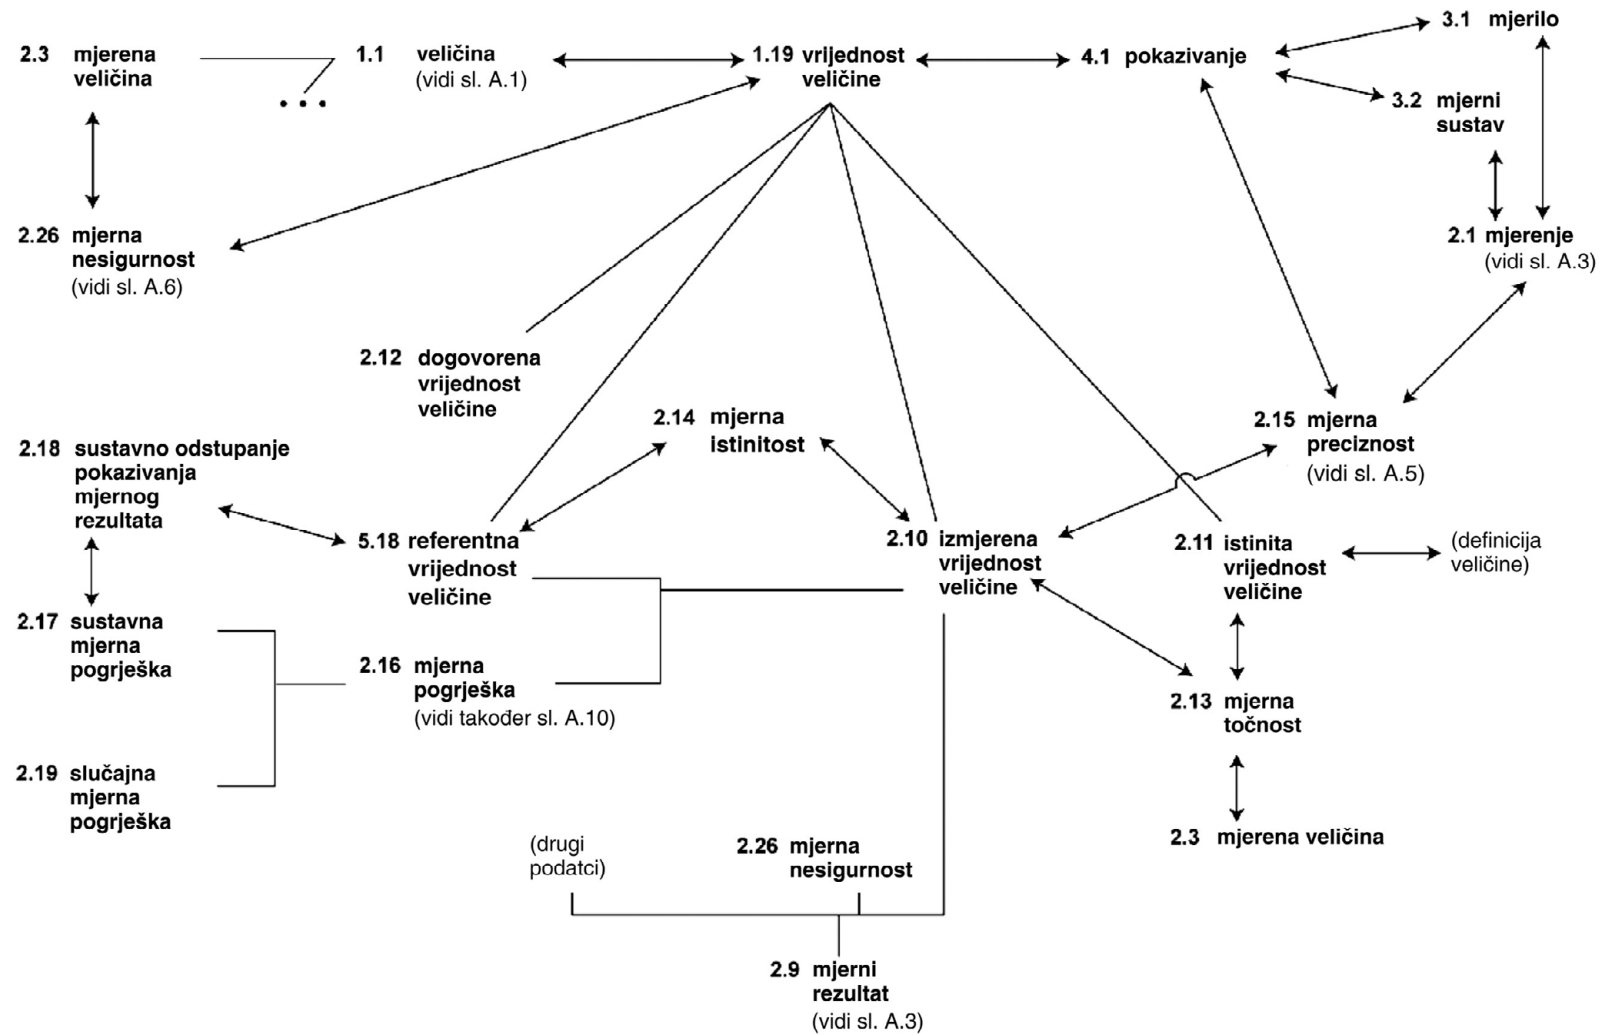 2.3 mjerena
veličina
1.1 veličina
(vidi sl. A.1)
1.19 vrijednost
veličine
4.1 pokazivanje
3.1 mjerilo
3.2 mjerni
sustav
2.26 mjerna
nesigurnost
(vidi sl. A.6)
2.1 mjerenje
(vidi sl. A.3)
2.12 dogovorena
vrijednost
veličine
2.14 mjerna
istinitost
2.15 mjerna
preciznost
(vidi sl. A.5)
2.18 sustavno odstupanje
pokazivanja
mjernog
rezultata
5.18 referentna
vrijednost
veličine
2.10 izmjerena
vrijednost
veličine
2.11 istinita
vrijednost
veličine
(definicija
veličine)
2.17 sustavna
mjerna
pogrješka
2.16 mjerna
pogrješka
(vidi također sl. A.10)
2.13 mjerna
točnost
2.19 slučajna
mjerna
pogrješka
2.3 mjerena veličina
(drugi
podatci)
2.26 mjerna
nesigurnost
2.9 mjerni
rezultat
(vidi sl. A.3)